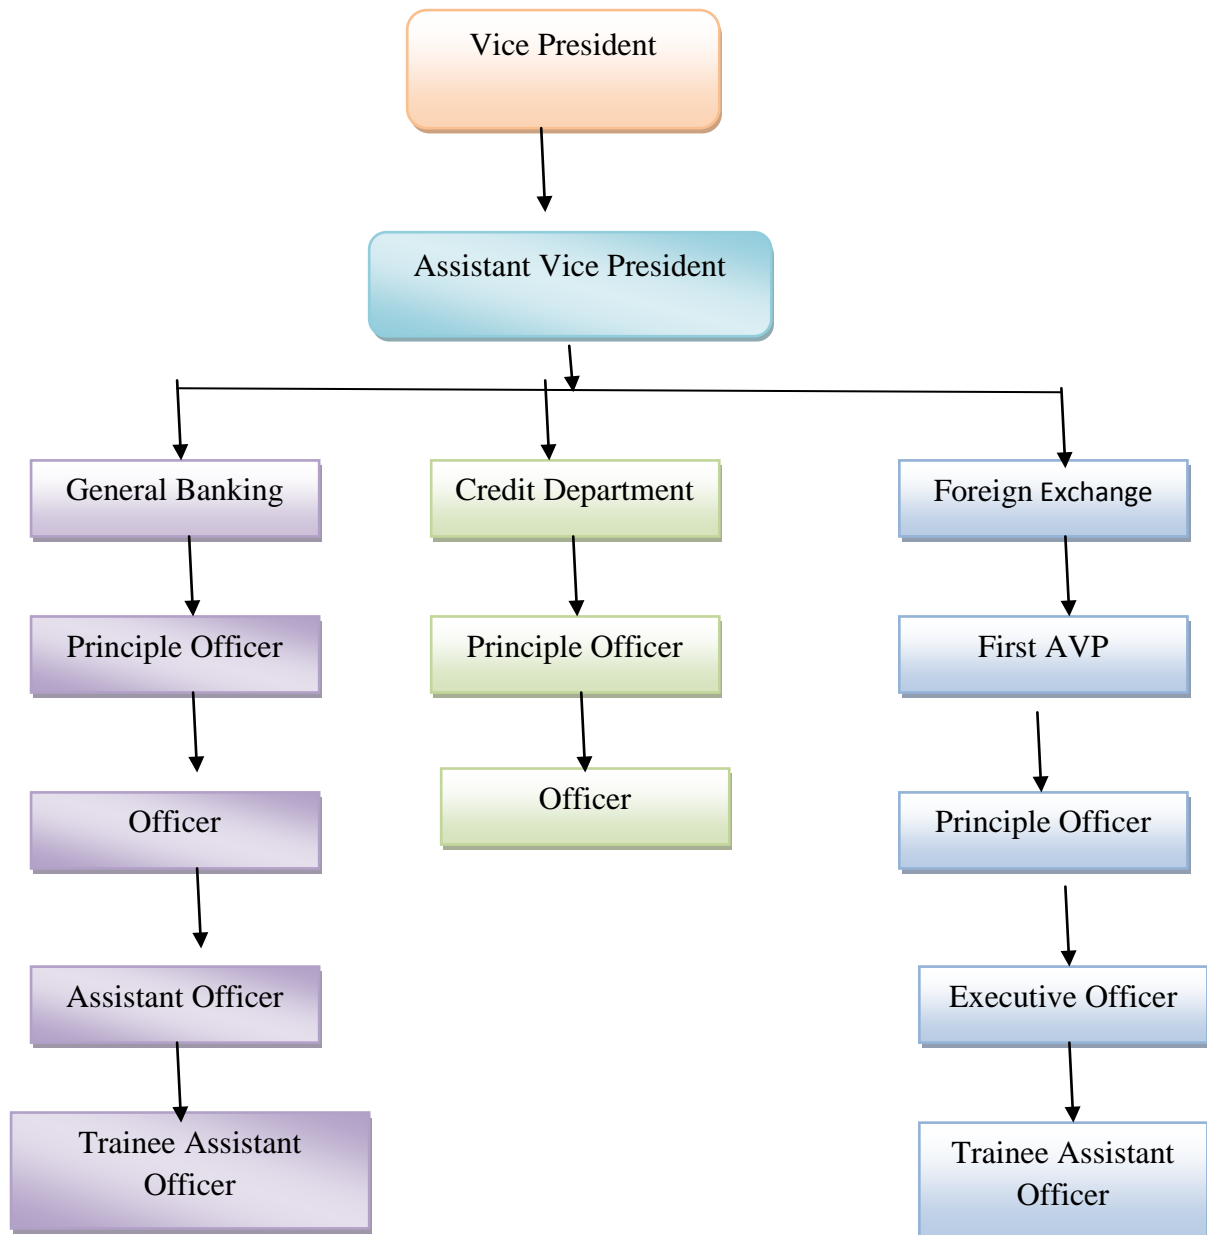 Vice President
Assistant Vice President
General Banking
Credit Department
Foreign Exchange
Principle Officer
Principle Officer
First AVP
Officer
Officer
Principle Officer
Assistant Officer
Executive Officer
Trainee Assistant
Officer
Trainee Assistant
Officer